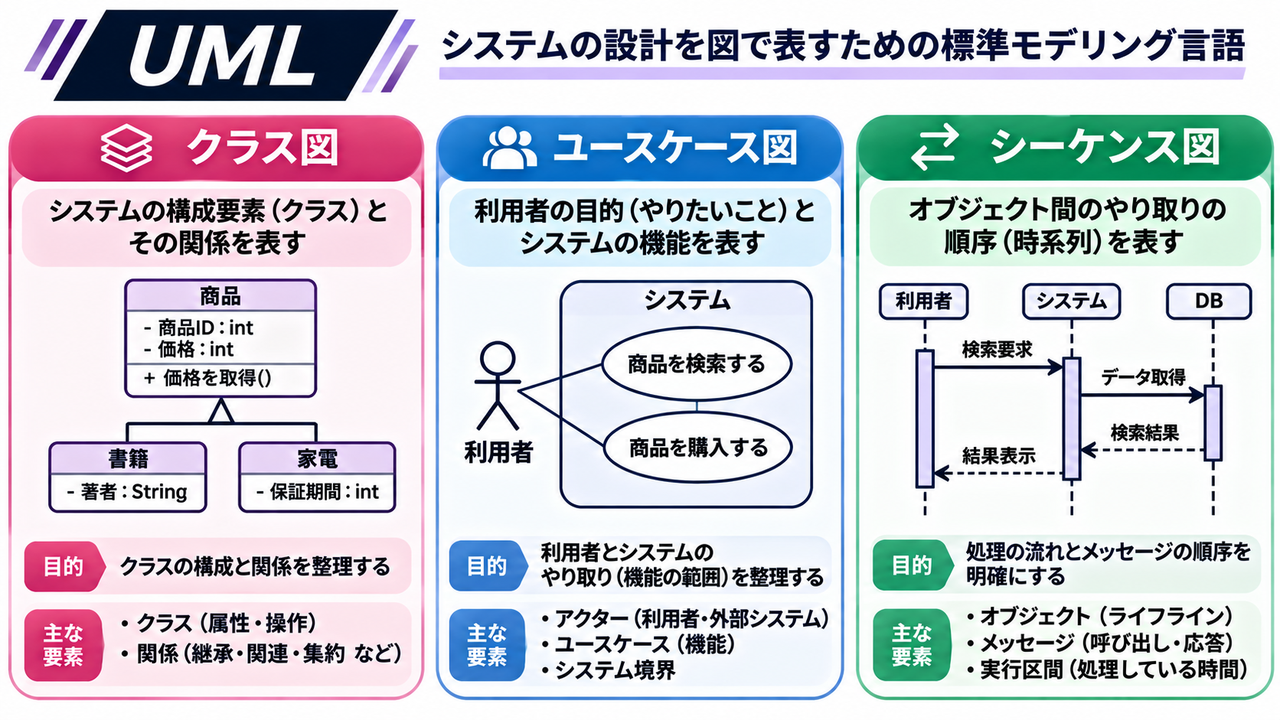 UML
システムの設計を図で表すための標準モデリング言語
クラス図
システムの構成要素（クラス）と
その関係を表す
商品
- 商品ID：int
- 価格：int
+ 価格を取得()
書籍
- 著者：String
家電
- 保証期間：int
目的
クラスの構成と関係を整理する
主な
要素
・クラス（属性・操作）
・関係（継承・関連・集約 など）
ユースケース図
利用者の目的（やりたいこと）と
システムの機能を表す
システム
商品を検索する
商品を購入する
利用者
目的
利用者とシステムの
やり取り（機能の範囲）を整理する
主な
要素
・アクター（利用者・外部システム）
・ユースケース（機能）
・システム境界
シーケンス図
オブジェクト間のやり取りの
順序（時系列）を表す
利用者
システム
DB
検索要求
データ取得
検索結果
結果表示
目的
処理の流れとメッセージの順序を
明確にする
主な
要素
・オブジェクト（ライフライン）
・メッセージ（呼び出し・応答）
・実行区間（処理している時間）